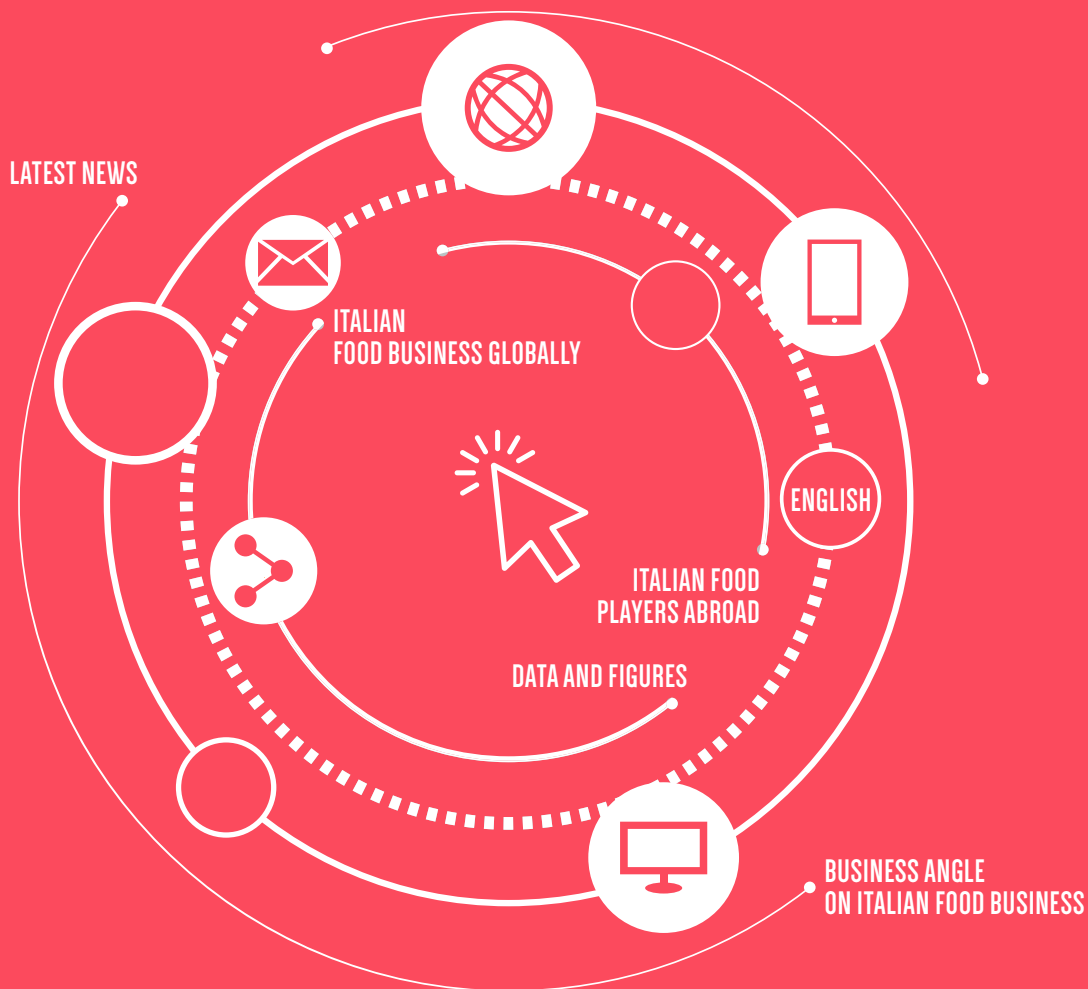 LATEST NEWS
ITALIAN
FOOD BUSINESS GLOBALLY
ENGLISH
ITALIAN FOOD
PLAYERS ABROAD
DATA AND FIGURES
BUSINESS ANGLE
ON ITALIAN FOOD BUSINESS